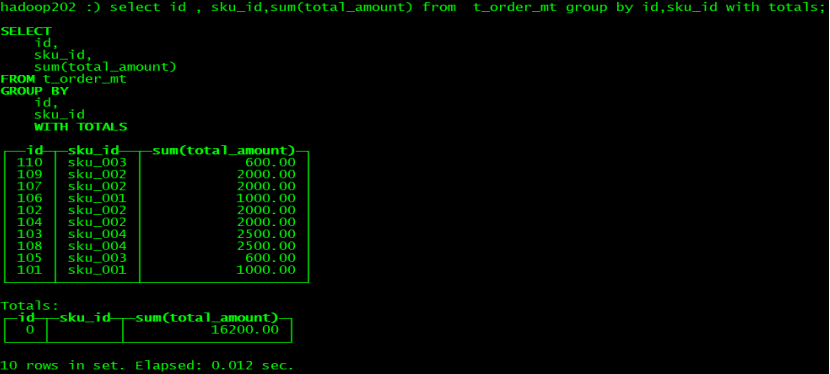 hadoop202 :) select id , sku_id,sum(total_amount) from  t_order_mt group by id,sku_id with totals;
SELECT
    id,
    sku_id,
    sum(total_amount)
FROM t_order_mt
GROUP BY
    id,
    sku_id
    WITH TOTALS
┌──id─┬─sku_id──┬─sum(total_amount)─┐
│ 110 │ sku_003 │            600.00 │
│ 109 │ sku_002 │           2000.00 │
│ 107 │ sku_002 │           2000.00 │
│ 106 │ sku_001 │           1000.00 │
│ 102 │ sku_002 │           2000.00 │
│ 104 │ sku_002 │           2000.00 │
│ 103 │ sku_004 │           2500.00 │
│ 108 │ sku_004 │           2500.00 │
│ 105 │ sku_003 │            600.00 │
│ 101 │ sku_001 │           1000.00 │
Totals:
┌─id─┬─sku_id─┬─sum(total_amount)─┐
│  0 │        │          16200.00 │
10 rows in set. Elapsed: 0.012 sec.